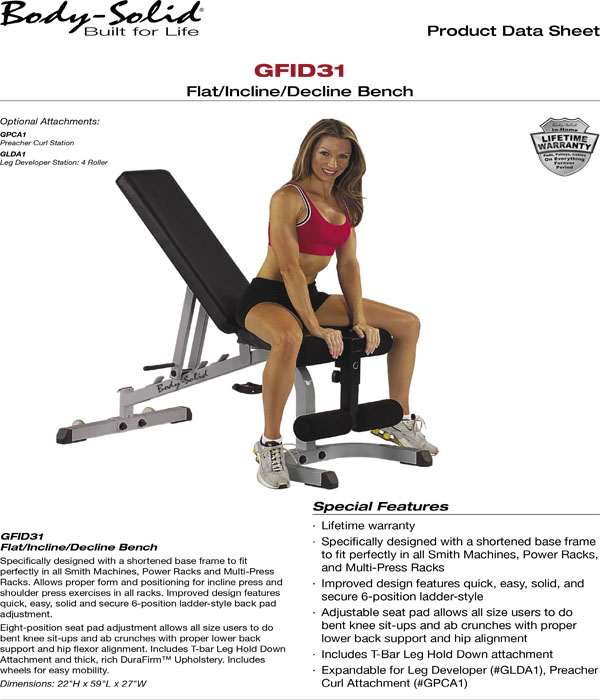 Body-Solid®
Built for Life
Product Data Sheet
GFID31
Flat/Incline/Decline Bench
Optional Attachments:
GPCA1
Preacher Curl Station
GLDA1
Leg Developer Station: 4 Roller
Body-Solid
In-Home
LIFETIME
WARRANTY
Pads, Pulleys, Cables
On Everything
Forever
Period
Body-Solid
GFID31
Flat/Incline/Decline Bench
Specifically designed with a shortened base frame to fit
perfectly in all Smith Machines, Power Racks and Multi-Press
Racks. Allows proper form and positioning for incline press and
shoulder press exercises in all racks. Improved design features
quick, easy, solid and secure 6-position ladder-style back pad
adjustment.
Eight-position seat pad adjustment allows all size users to do
bent knee sit-ups and ab crunches with proper lower back
support and hip flexor alignment. Includes T-bar Leg Hold Down
Attachment and thick, rich DuraFirm™ Upholstery. Includes
wheels for easy mobility.
Dimensions: 22"H x 59"L x 27"W
Special Features
· Lifetime warranty
· Specifically designed with a shortened base frame
to fit perfectly in all Smith Machines, Power Racks,
and Multi-Press Racks
· Improved design features quick, easy, solid, and
secure 6-position ladder-style
· Adjustable seat pad allows all size users to do
bent knee sit-ups and ab crunches with proper
lower back support and hip alignment
· Includes T-Bar Leg Hold Down attachment
· Expandable for Leg Developer (#GLDA1), Preacher
Curl Attachment (#GPCA1)